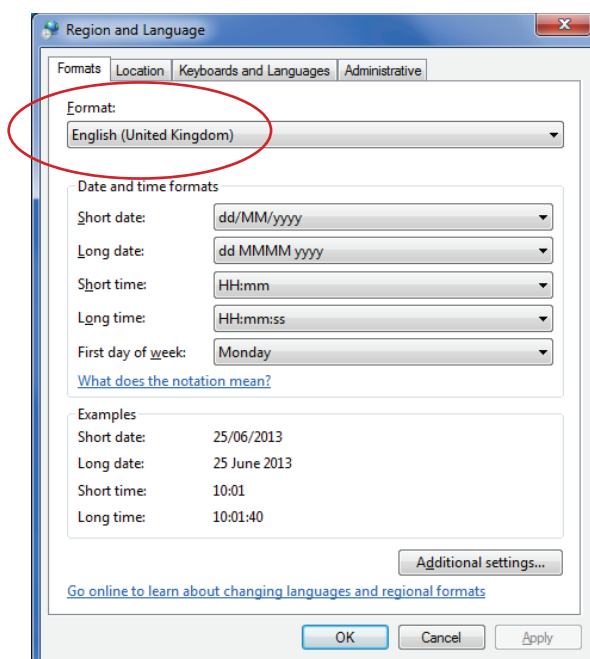 Region and Language
Formats Location Keyboards and Languages Administrative
Format:
English (United Kingdom)
Date and time formats
Short date: dd/MM/yyyy
Long date: dd MMMM yyyy
Short time: HH:mm
Long time: HH:mm:ss
First day of week: Monday
What does the notation mean?
Examples
Short date: 25/06/2013
Long date: 25 June 2013
Short time: 10:01
Long time: 10:01:40
Additional settings...
Go online to learn about changing languages and regional formats
OK Cancel Apply